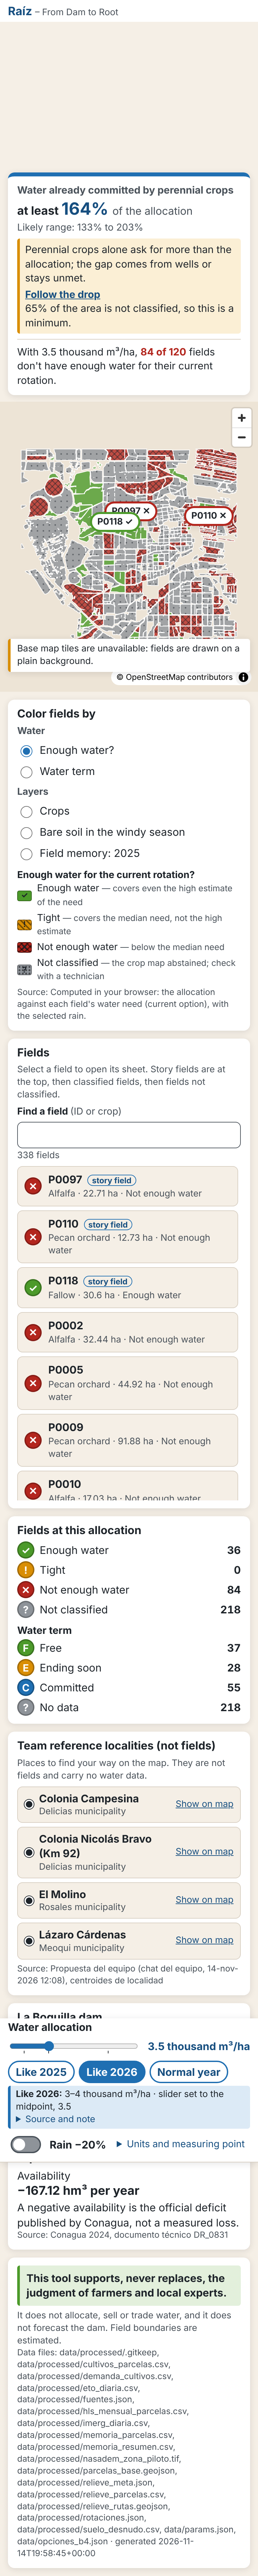 Raíz – From Dam to Root
Water already committed by perennial crops
at least 164% of the allocation
Likely range: 133% to 203%
Perennial crops alone ask for more than the
allocation; the gap comes from wells or
stays unmet.
Follow the drop
65% of the area is not classified, so this is a
minimum.
With 3.5 thousand m³/ha, 84 of 120 fields
don't have enough water for their current
rotation.
+
−
P0097 ✕
P0118 ✓
P0110 ✕
Base map tiles are unavailable: fields are drawn on a
plain background.
© OpenStreetMap contributors
Color fields by
Water
Enough water?
Water term
Layers
Crops
Bare soil in the windy season
Field memory: 2025
Enough water for the current rotation?
Enough water — covers even the high estimate
of the need
Tight — covers the median need, not the high
estimate
Not enough water — below the median need
Not classified — the crop map abstained; check
with a technician
Source: Computed in your browser: the allocation
against each field's water need (current option), with
the selected rain.
Fields
Select a field to open its sheet. Story fields are at
the top, then classified fields, then fields not
classified.
Find a field (ID or crop)
338 fields
P0097 story field
Alfalfa · 22.71 ha · Not enough water
P0110 story field
Pecan orchard · 12.73 ha · Not enough
water
P0118 story field
Fallow · 30.6 ha · Enough water
P0002
Alfalfa · 32.44 ha · Not enough water
P0005
Pecan orchard · 44.92 ha · Not enough
water
P0009
Pecan orchard · 91.88 ha · Not enough
water
P0010
Alfalfa · 17.03 ha · Not enough water
Fields at this allocation
Enough water 36
! Tight 0
Not enough water 84
? Not classified 218
Water term
F Free 37
E Ending soon 28
C Committed 55
? No data 218
Team reference localities (not fields)
Places to find your way on the map. They are not
fields and carry no water data.
Colonia Campesina
Delicias municipality
Show on map
Colonia Nicolás Bravo
(Km 92)
Delicias municipality
Show on map
El Molino
Rosales municipality
Show on map
Lázaro Cárdenas
Meoqui municipality
Show on map
Source: Propuesta del equipo (chat del equipo, 14-nov-
2026 12:08), centroides de localidad
La Boquilla dam
Water allocation
3.5 thousand m³/ha
Like 2025 Like 2026 Normal year
Like 2026: 3–4 thousand m³/ha · slider set to the
midpoint, 3.5
▶ Source and note
Rain −20% ▶ Units and measuring point
Availability
−167.12 hm³ per year
A negative availability is the official deficit
published by Conagua, not a measured loss.
Source: Conagua 2024, documento técnico DR_0831
This tool supports, never replaces, the
judgment of farmers and local experts.
It does not allocate, sell or trade water, and it does
not forecast the dam. Field boundaries are
estimated.
Data files: data/processed/.gitkeep,
data/processed/cultivos_parcelas.csv,
data/processed/demanda_cultivos.csv,
data/processed/eto_diaria.csv,
data/processed/fuentes.json,
data/processed/hls_mensual_parcelas.csv,
data/processed/imerg_diaria.csv,
data/processed/memoria_parcelas.csv,
data/processed/memoria_resumen.csv,
data/processed/nasadem_zona_piloto.tif,
data/processed/parcelas_base.geojson,
data/processed/relieve_meta.json,
data/processed/relieve_parcelas.csv,
data/processed/relieve_rutas.geojson,
data/processed/rotaciones.json,
data/processed/suelo_desnudo.csv, data/params.json,
data/opciones_b4.json · generated 2026-11-
14T19:58:45+00:00